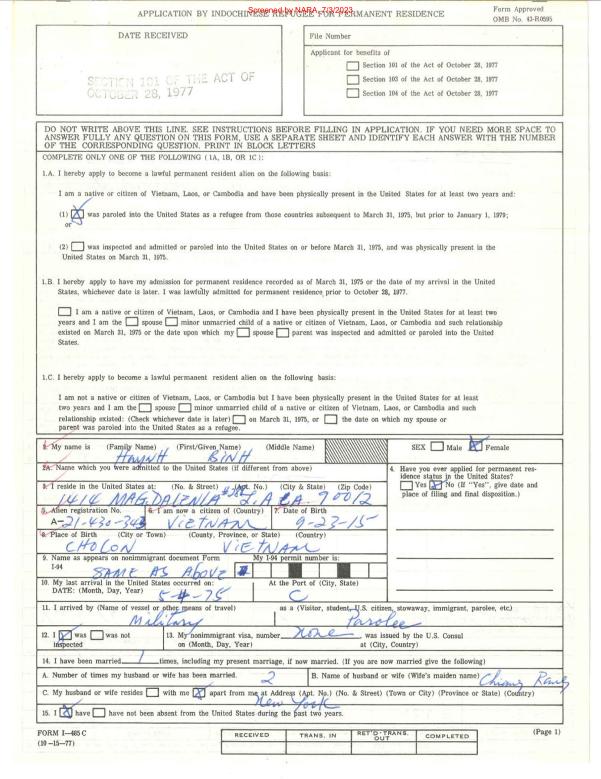 Screened by NARA, 7/3/2023
APPLICATION BY INDOCHINESE REFUGEE FOR PERMANENT RESIDENCE
Form Approved
OMB No. 43-R0595
DATE RECEIVED
SECTION 101 OF THE ACT OF
OCTOBER 28, 1977
File Number
Applicant for benefits of
Section 101 of the Act of October 28, 1977
Section 103 of the Act of October 28, 1977
Section 104 of the Act of October 28, 1977
DO NOT WRITE ABOVE THIS LINE. SEE INSTRUCTIONS BEFORE FILLING IN APPLICATION. IF YOU NEED MORE SPACE TO
ANSWER FULLY ANY QUESTION ON THIS FORM, USE A SEPARATE SHEET AND IDENTIFY EACH ANSWER WITH THE NUMBER
OF THE CORRESPONDING QUESTION. PRINT IN BLOCK LETTERS
COMPLETE ONLY ONE OF THE FOLLOWING (1A, 1B, OR 1C):
1.A. I hereby apply to become a lawful permanent resident alien on the following basis:
I am a native or citizen of Vietnam, Laos, or Cambodia and have been physically present in the United States for at least two years and:
(1) X was paroled into the United States as a refugee from those countries subsequent to March 31, 1975, but prior to January 1, 1979;
or
(2) was inspected and admitted or paroled into the United States on or before March 31, 1975, and was physically present in the
United States on March 31, 1975.
1.B. I hereby apply to have my admission for permanent residence recorded as of March 31, 1975 or the date of my arrival in the United
States, whichever date is later. I was lawfully admitted for permanent residence prior to October 28, 1977.
I am a native or citizen of Vietnam, Laos, or Cambodia and I have been physically present in the United States for at least two
years and I am the spouse minor unmarried child of a native or citizen of Vietnam, Laos, or Cambodia and such relationship
existed on March 31, 1975 or the date upon which my spouse parent was inspected and admitted or paroled into the United
States.
1.C. I hereby apply to become a lawful permanent resident alien on the following basis:
I am not a native or citizen of Vietnam, Laos, or Cambodia but I have been physically present in the United States for at least
two years and I am the spouse minor unmarried child of a native or citizen of Vietnam, Laos, or Cambodia and such
relationship existed: (Check whichever date is later) on March 31, 1975, or the date on which my spouse or
parent was paroled into the United States as a refugee.
2. My name is (Family Name) (First/Given Name) (Middle Name)
HUYNH BINH
SEX Male X Female
2A. Name which you were admitted to the United States (if different from above)
4. Have you ever applied for permanent res-
idence status in the United States?
Yes X No (If "Yes", give date and
place of filing and final disposition.)
3. I reside in the United States at: (No. & Street) (Apt. No.) (City & State) (Zip Code)
1414 MAGDALENA L.A CA. 90012
5. Alien registration No. 6. I am now a citizen of (Country) 7. Date of Birth
A-21-430-343 VIETNAM 9-23-15
8. Place of Birth (City or Town) (County, Province, or State) (Country)
CHOLON VIETNAM
9. Name as appears on nonimmigrant document Form My I-94 permit number is:
I-94 SAME AS ABOVE
10. My last arrival in the United States occurred on: At the Port of (City, State)
DATE: (Month, Day, Year) 5-4-75 C
11. I arrived by (Name of vessel or other means of travel) as a (Visitor, student, U.S. citizen, stowaway, immigrant, parolee, etc.)
Military Parolee
12. I X was was not
inspected
13. My nonimmigrant visa, number none was issued by the U.S. Consul
on (Month, Day, Year) at (City, Country)
14. I have been married 1 times, including my present marriage, if now married. (If you are now married give the following)
A. Number of times my husband or wife has been married. 2
B. Name of husband or wife (Wife's maiden name)
C. My husband or wife resides with me X apart from me at Address (Apt. No.) (No. & Street) (Town or City) (Province or State) (Country)
New York
15. I X have have not been absent from the United States during the past two years.
FORM I-485 C
(10-15-77)
RECEIVED TRANS. IN RET'D-TRANS. OUT COMPLETED
(Page 1)